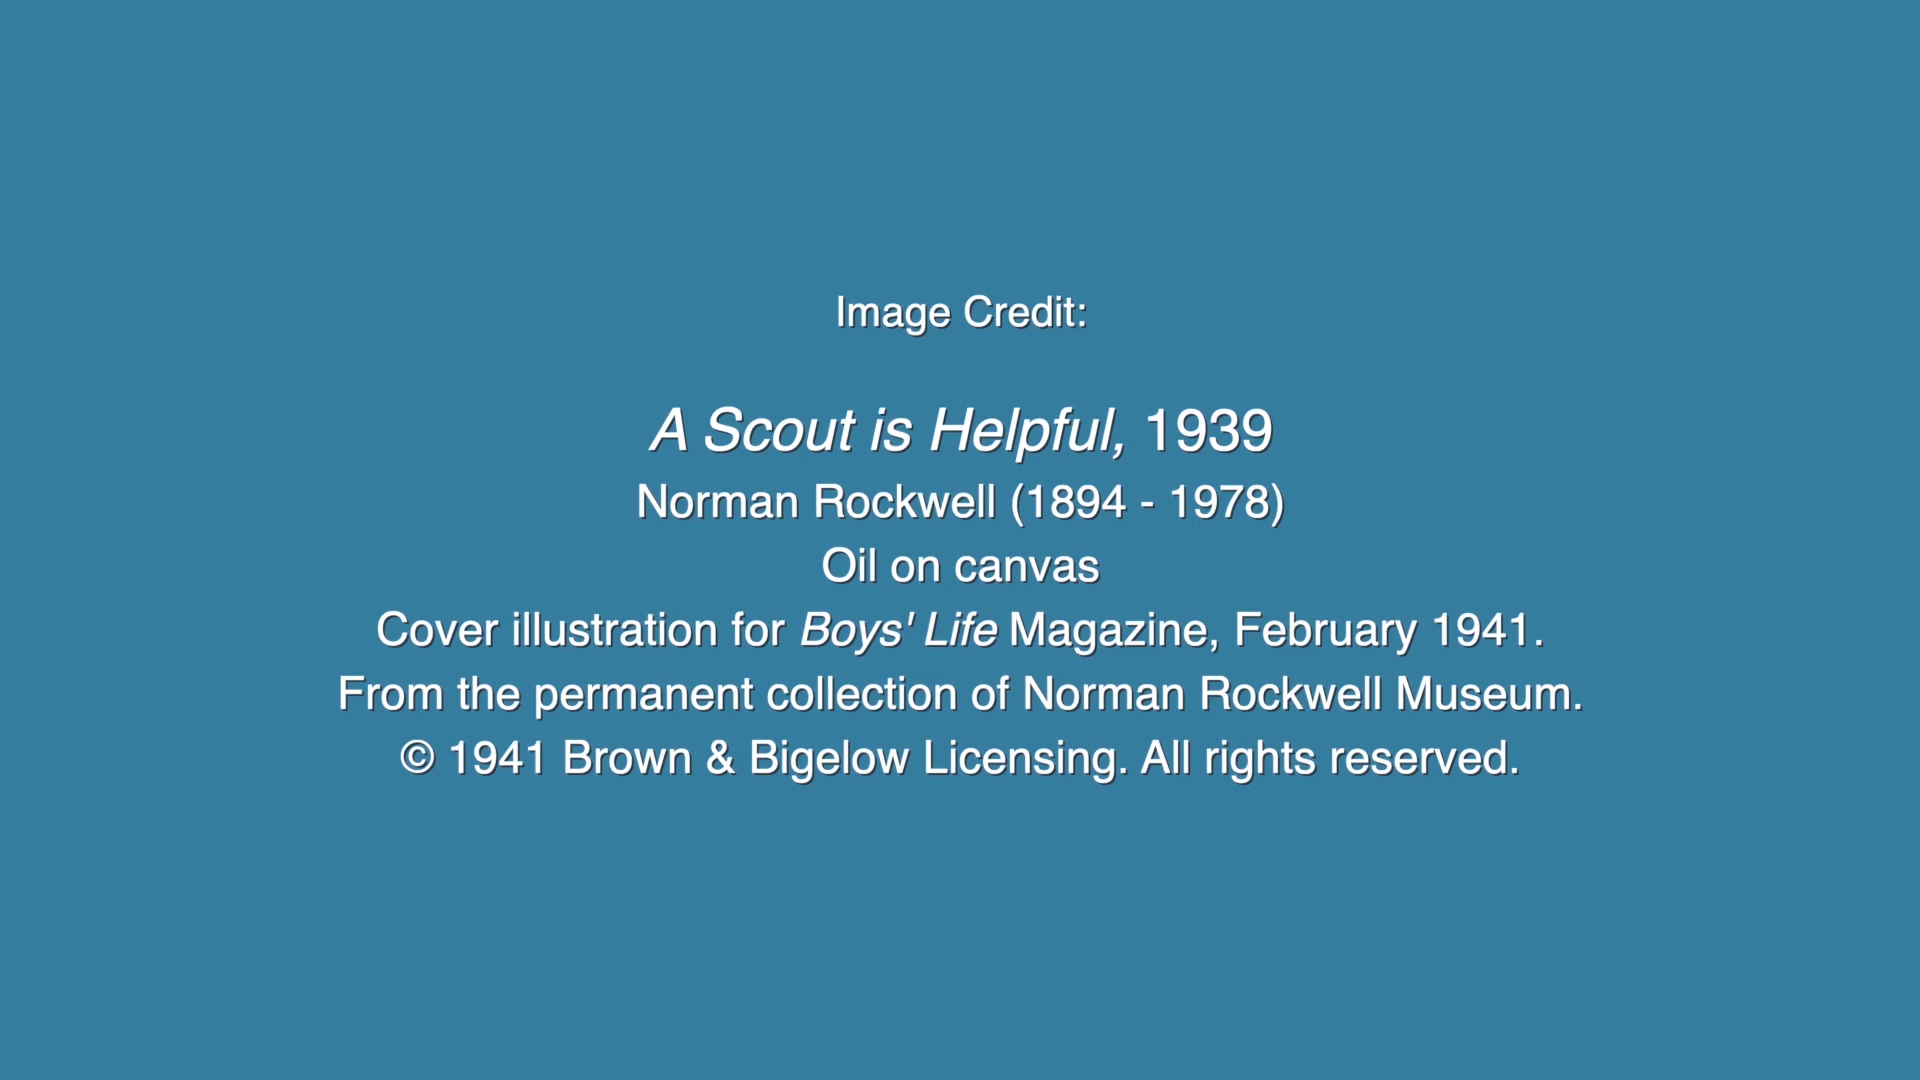 Image Credit:
A Scout is Helpful, 1939
Norman Rockwell (1894 - 1978)
Oil on canvas
Cover illustration for Boys' Life Magazine, February 1941.
From the permanent collection of Norman Rockwell Museum.
© 1941 Brown & Bigelow Licensing. All rights reserved.